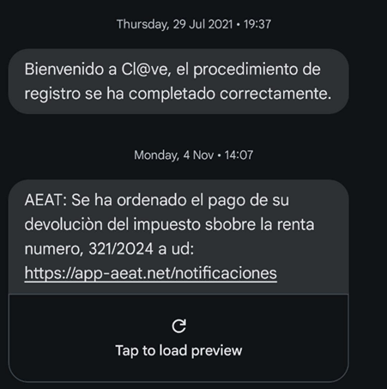 Thursday, 29 Jul 2021 • 19:37
Bienvenido a Cl@ve, el procedimiento de
registro se ha completado correctamente.
Monday, 4 Nov • 14:07
AEAT: Se ha ordenado el pago de su
devoluciòn del impuesto sbobre la renta
numero, 321/2024 a ud:
https://app-aeat.net/notificaciones
Tap to load preview